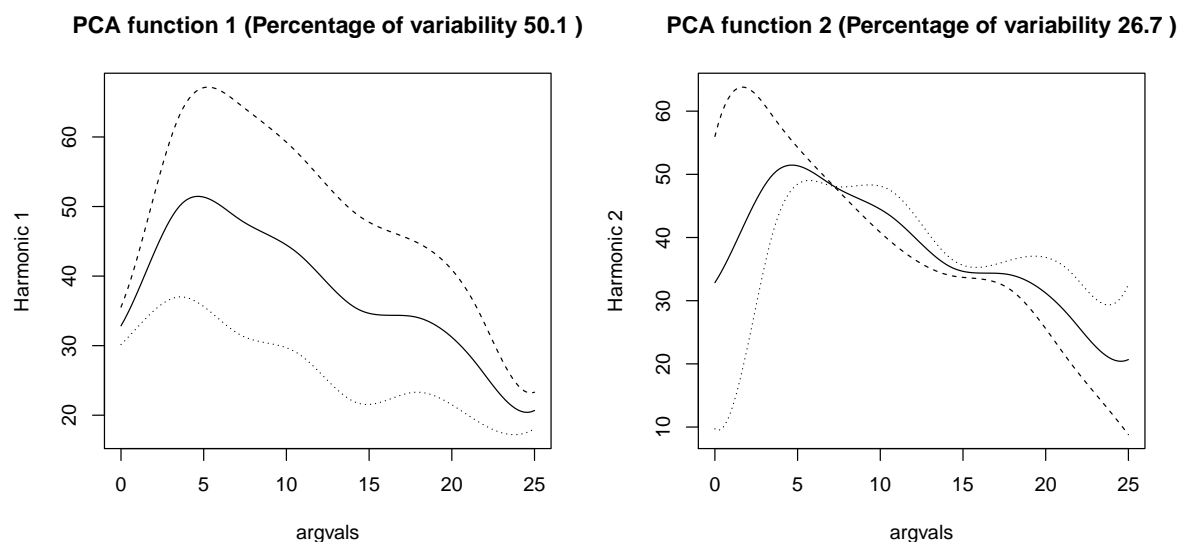 PCA function 1 (Percentage of variability 50.1 )
Harmonic 1
60
50
40
30
20
0 5 10 15 20 25
argvals
PCA function 2 (Percentage of variability 26.7 )
Harmonic 2
60
50
40
30
20
10
0 5 10 15 20 25
argvals